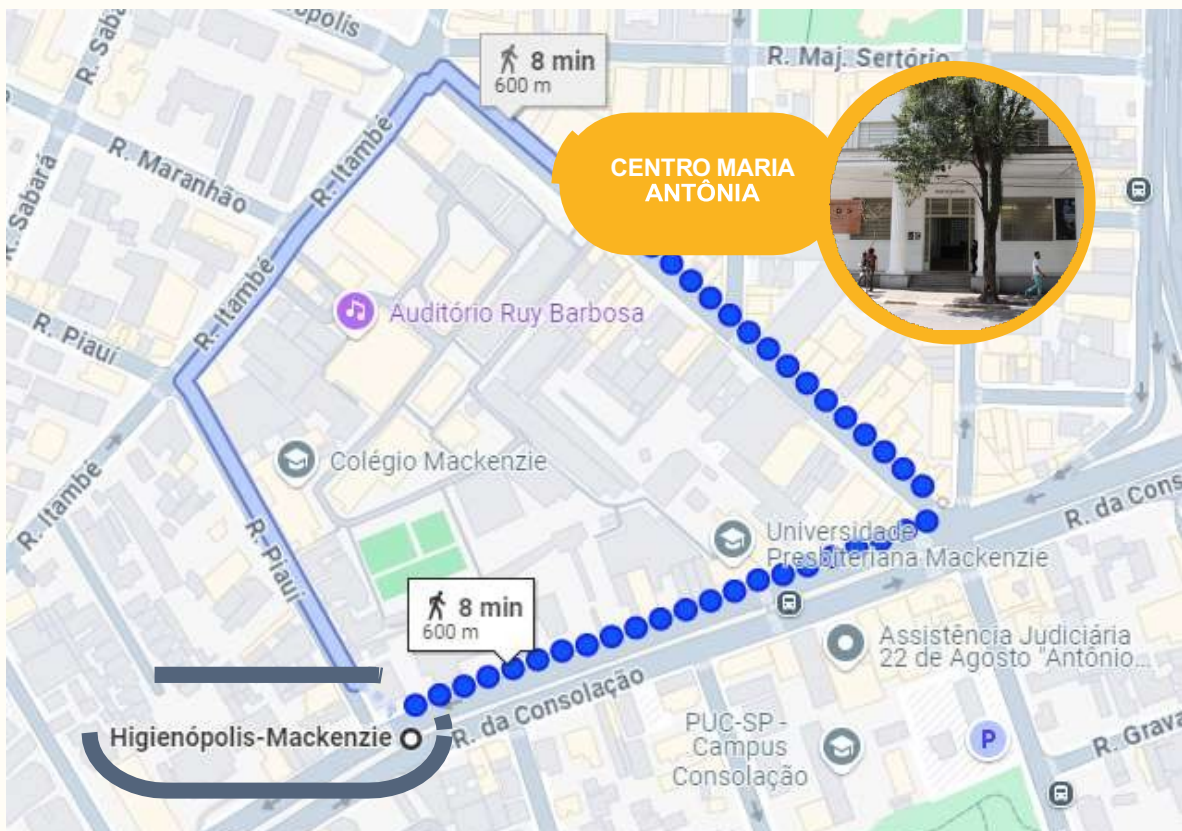 nópolis
R. Sabará
R. Maj. Sertório
8 min
600 m
CENTRO MARIA
ANTÔNIA
R. Maranhão
R. Itambé
R. Sabará
R. Itambé
Auditório Ruy Barbosa
R. Piauí
Colégio Mackenzie
R. Itambé
R. da Cons
Universidade
Presbiteriana Mackenzie
R. Piauí
8 min
600 m
Assistência Judiciária
22 de Agosto "Antônio...
R. da Consolação
Higienópolis-Mackenzie
PUC-SP -
Campus
Consolação
P
R. Grava